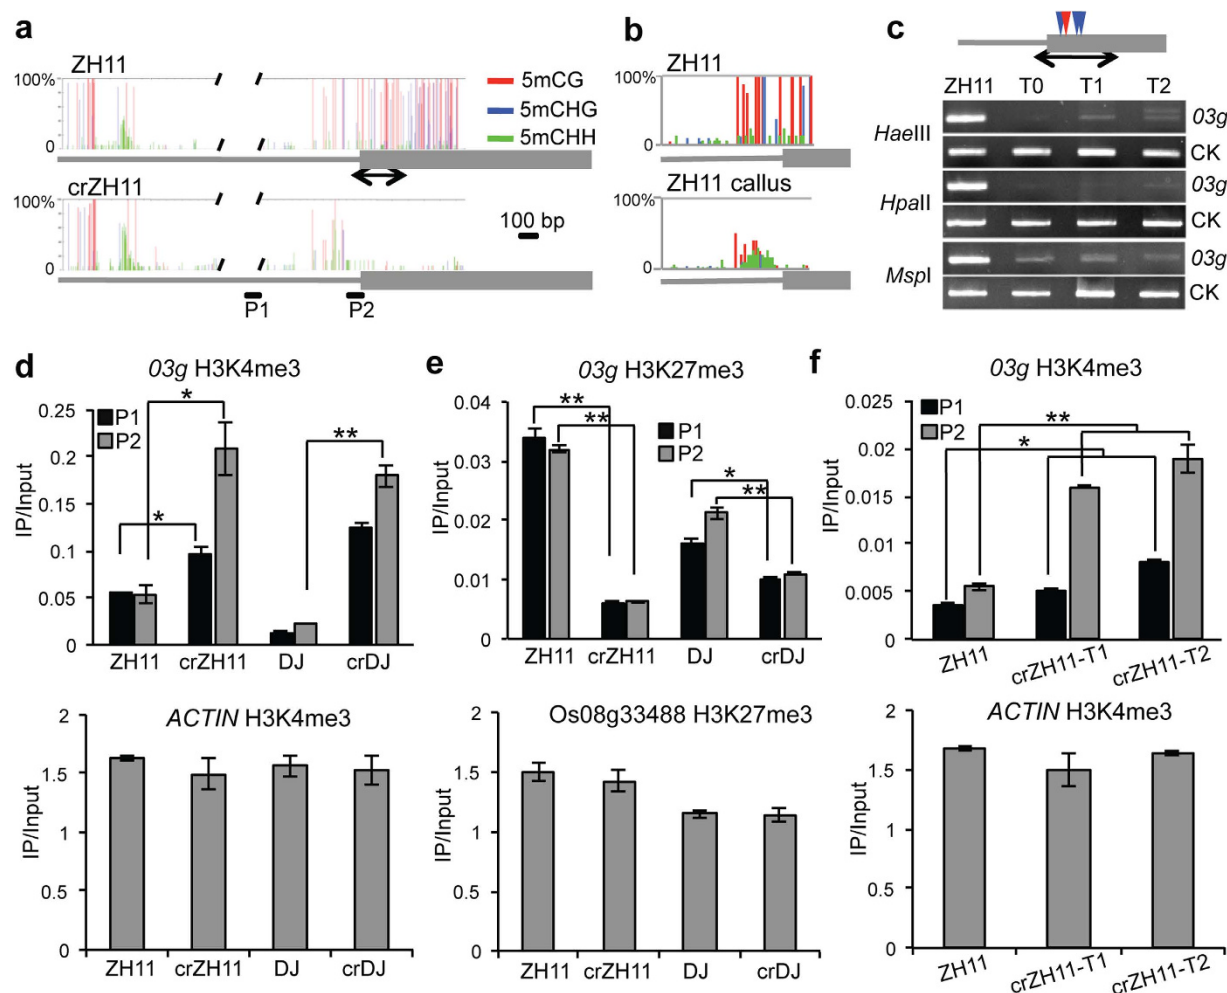 a
ZH11
100%
0
5mCG
5mCHG
5mCHH
crZH11
100%
0
100 bp
P1
P2
b
ZH11
100%
0
ZH11 callus
100%
0
c
ZH11 T0 T1 T2
HaeIII
03g
CK
HpaII
03g
CK
MspI
03g
CK
d
03g H3K4me3
P1
P2
IP/Input
0.25
0.2
0.15
0.1
0.05
0
*
*
**
ZH11 crZH11 DJ crDJ
e
03g H3K27me3
P1
P2
IP/Input
0.04
0.03
0.02
0.01
0
**
**
*
**
ZH11 crZH11 DJ crDJ
f
03g H3K4me3
P1
P2
IP/Input
0.025
0.02
0.015
0.01
0.005
0
**
*
ZH11 crZH11-T1 crZH11-T2
ACTIN H3K4me3
IP/Input
2
1.5
1
0.5
0
ZH11 crZH11 DJ crDJ
Os08g33488 H3K27me3
IP/Input
2
1.5
1
0.5
0
ZH11 crZH11 DJ crDJ
ACTIN H3K4me3
IP/Input
2
1.5
1
0.5
0
ZH11 crZH11-T1 crZH11-T2